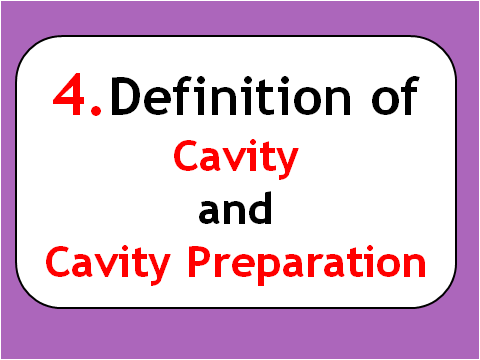 4.Definition of
Cavity
and
Cavity Preparation